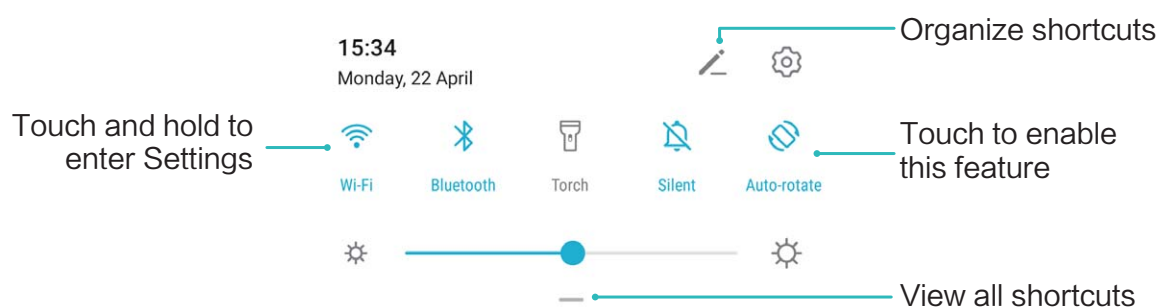 Organize shortcuts
15:34
Monday, 22 April
Touch and hold to
enter Settings
Touch to enable
this feature
Wi-Fi Bluetooth Torch Silent Auto-rotate
View all shortcuts